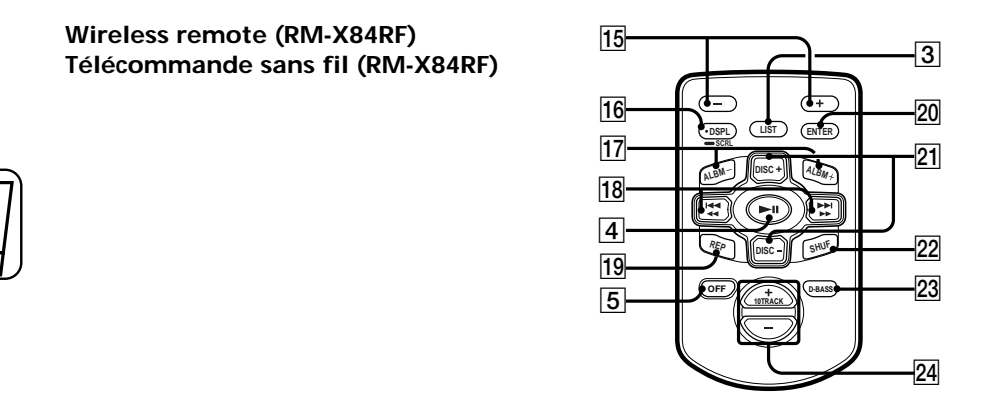 Wireless remote (RM-X84RF)
Télécommande sans fil (RM-X84RF)
15
3
16
20
17
21
18
4
22
19
5
23
24
– +
•DSPL LIST ENTER
SCRL
ALBM– DISC + ALBM+
REP DISC – SHUF
OFF + D-BASS
10TRACK
–